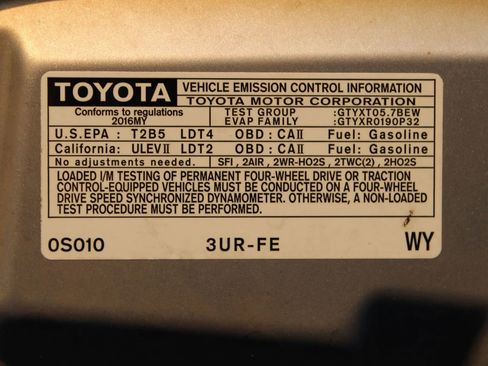 TOYOTA VEHICLE EMISSION CONTROL INFORMATION
TOYOTA MOTOR CORPORATION
Conforms to regulations TEST GROUP :GTYXT05.7BEW
2016MY EVAP FAMILY :GTYXR0190P32
U.S.EPA : T2B5 LDT4 OBD : CAII Fuel: Gasoline
California: ULEVII LDT2 OBD : CAII Fuel: Gasoline
No adjustments needed. SFI , 2AIR , 2WR-HO2S , 2TWC(2) , 2HO2S
LOADED I/M TESTING OF PERMANENT FOUR-WHEEL DRIVE OR TRACTION
CONTROL-EQUIPPED VEHICLES MUST BE CONDUCTED ON A FOUR-WHEEL
DRIVE SPEED SYNCHRONIZED DYNAMOMETER. OTHERWISE, A NON-LOADED
TEST PROCEDURE MUST BE CONDUCTED.
0S010 3UR-FE WY